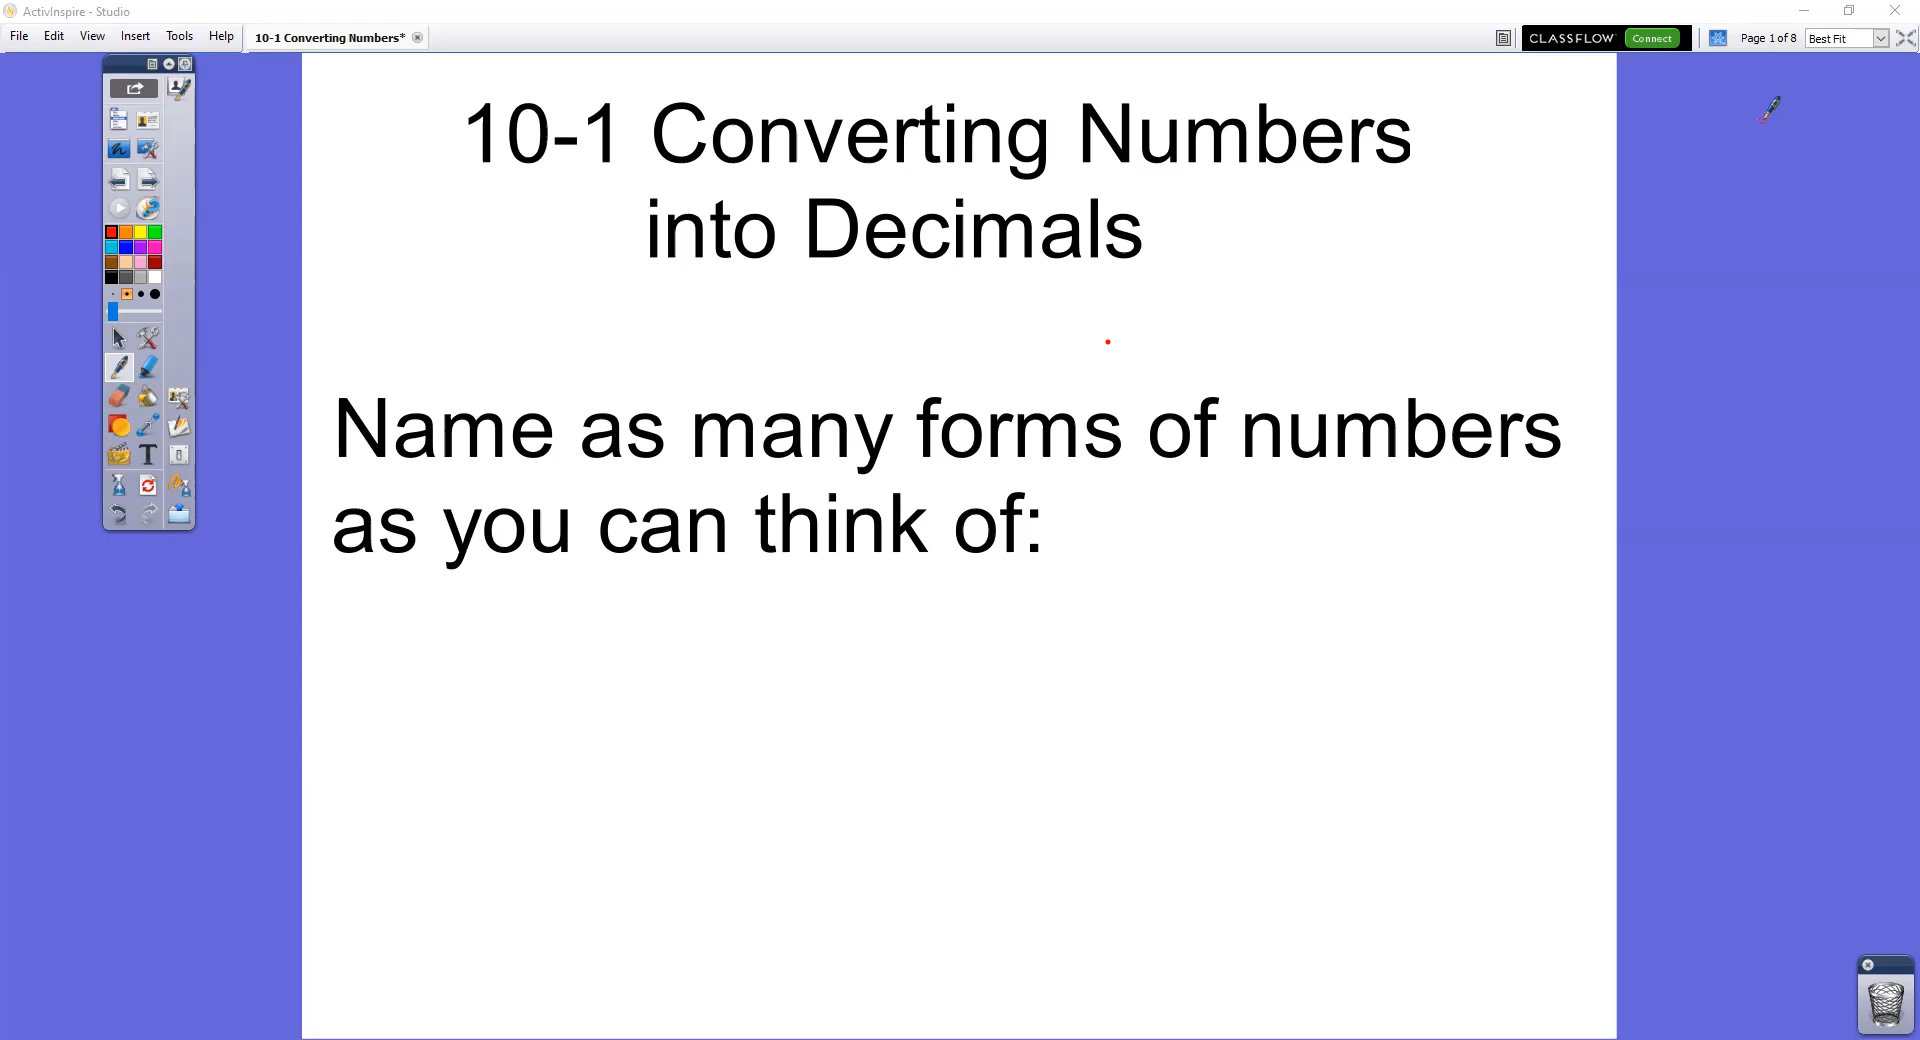 ActivInspire - Studio
File Edit View Insert Tools Help 10-1 Converting Numbers* CLASSFLOW Connect Page 1 of 8 Best Fit
10-1 Converting Numbers
into Decimals
Name as many forms of numbers
as you can think of: